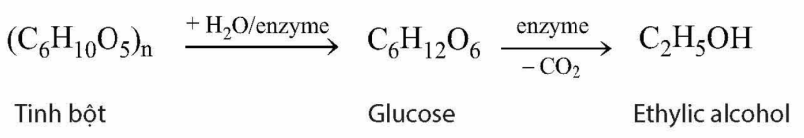 (C₆H₁₀O₅)ₙ + H₂O/enzyme C₆H₁₂O₆ enzyme – CO₂ C₂H₅OH
Tinh bột Glucose Ethylic alcohol